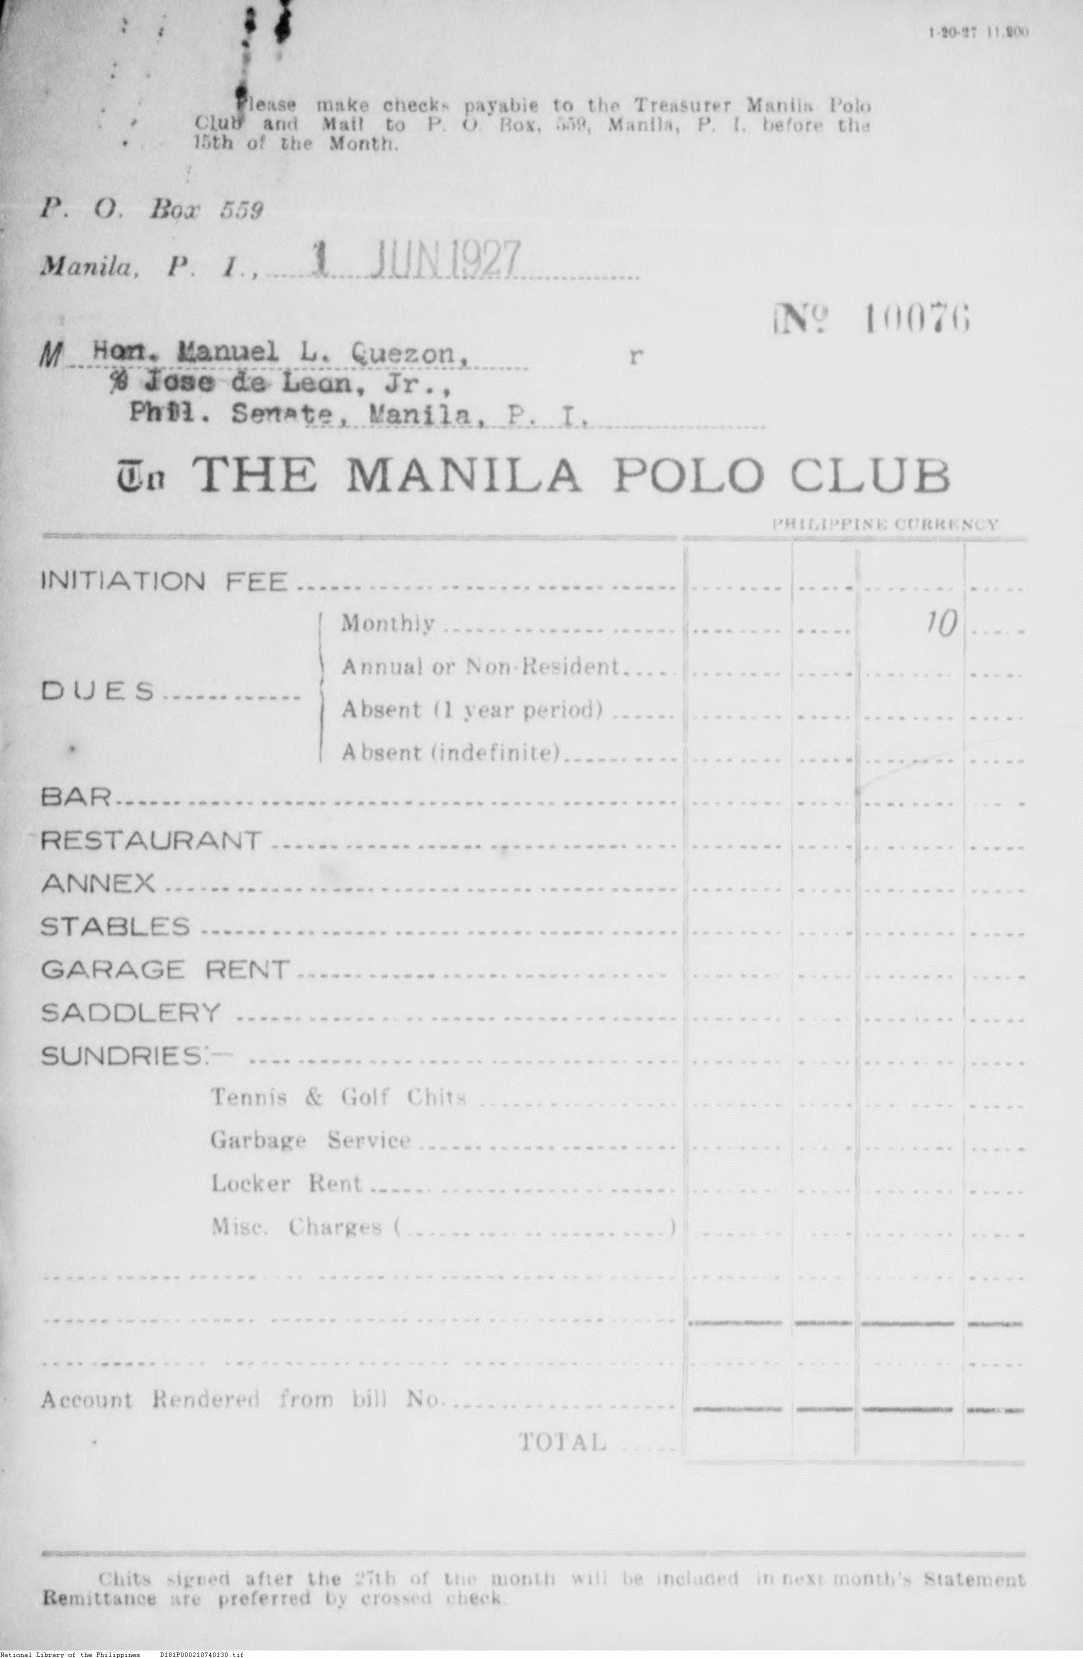 1-20-27 11.200
Please make checks payable to the Treasurer Manila Polo
Club and Mail to P. O. Box, 559, Manila, P. I. before the
15th of the Month.
P. O. Box 559
Manila, P. I., 1 JUN 1927
No 10076
M Hon. Manuel L. Quezon, r
% Jose de Leon, Jr.,
Phil. Senate, Manila, P. I.
To THE MANILA POLO CLUB
PHILIPPINE CURRENCY
INITIATION FEE
Monthly 10
Annual or Non-Resident
DUES
Absent (1 year period)
Absent (indefinite)
BAR
RESTAURANT
ANNEX
STABLES
GARAGE RENT
SADDLERY
SUNDRIES:—
Tennis & Golf Chits
Garbage Service
Locker Rent
Misc. Charges ( )
Account Rendered from bill No.
TOTAL
Chits signed after the 27th of the month will be included in next month's Statement
Remittance are preferred by crossed check.
National Library of the Philippines D181P000210740130.tif